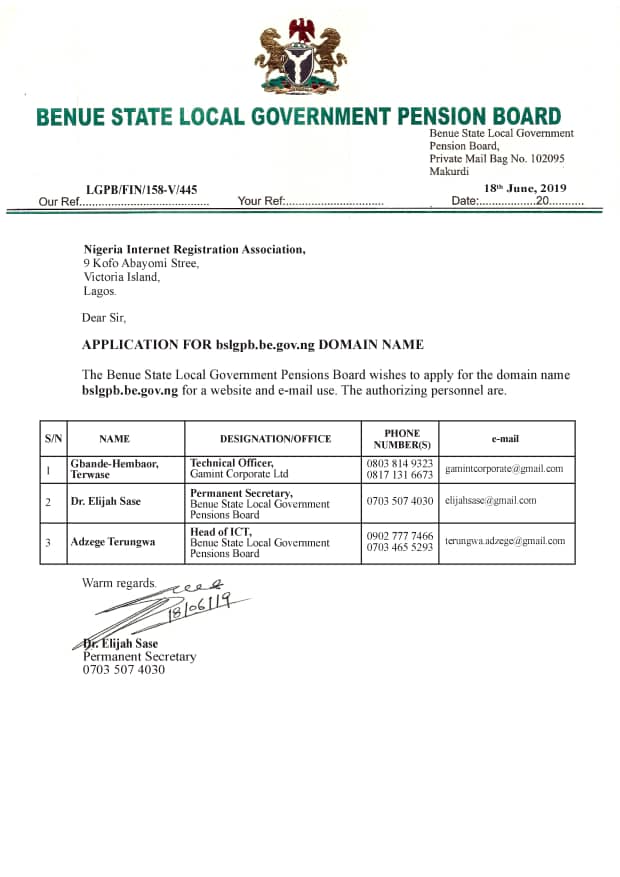 BENUE STATE LOCAL GOVERNMENT PENSION BOARD
Benue State Local Government
Pension Board,
Private Mail Bag No. 102095
Makurdi
LGPB/FIN/158-V/445
18th June, 2019
Our Ref......................................... Your Ref:............................... Date:..................20...........
Nigeria Internet Registration Association,
9 Kofo Abayomi Stree,
Victoria Island,
Lagos.
Dear Sir,
APPLICATION FOR bslgpb.be.gov.ng DOMAIN NAME
The Benue State Local Government Pensions Board wishes to apply for the domain name
bslgpb.be.gov.ng for a website and e-mail use. The authorizing personnel are.
S/N NAME DESIGNATION/OFFICE PHONE NUMBER(S) e-mail
1 Gbande-Hembaor, Terwase Technical Officer, Gamint Corporate Ltd 0803 814 9323 0817 131 6673 gamintcorporate@gmail.com
2 Dr. Elijah Sase Permanent Secretary, Benue State Local Government Pensions Board 0703 507 4030 elijahsase@gmail.com
3 Adzege Terungwa Head of ICT, Benue State Local Government Pensions Board 0902 777 7466 0703 465 5293 terungwa.adzege@gmail.com
Warm regards.
18/06/19
Dr. Elijah Sase
Permanent Secretary
0703 507 4030